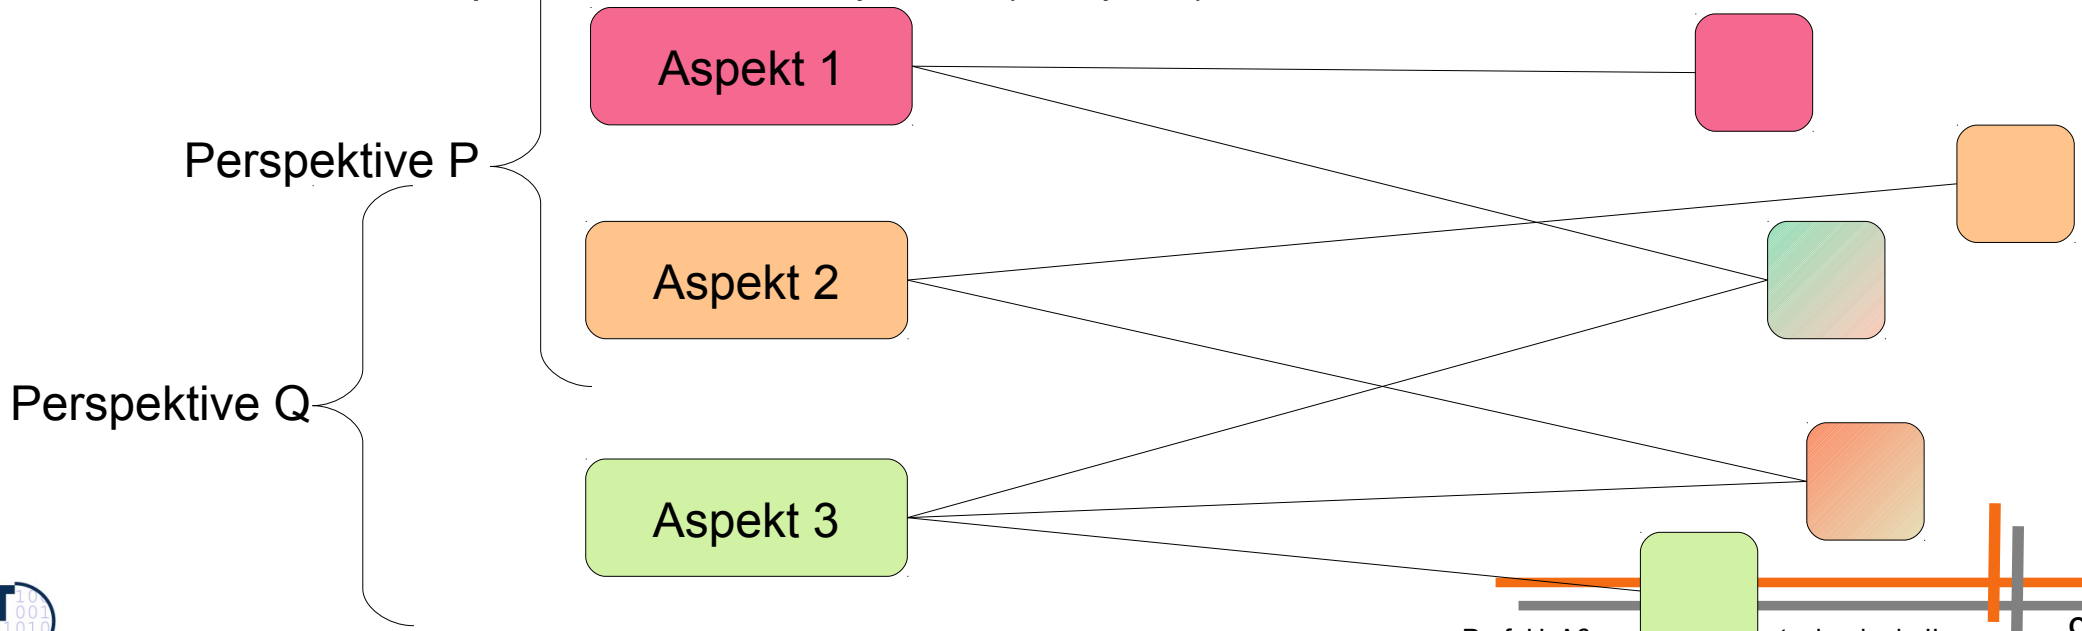 Aspekt 1
Perspektive P
Aspekt 2
Perspektive Q
Aspekt 3